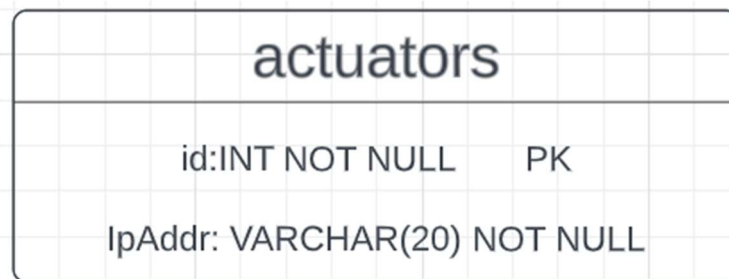 actuators
id:INT NOT NULL PK
IpAddr: VARCHAR(20) NOT NULL